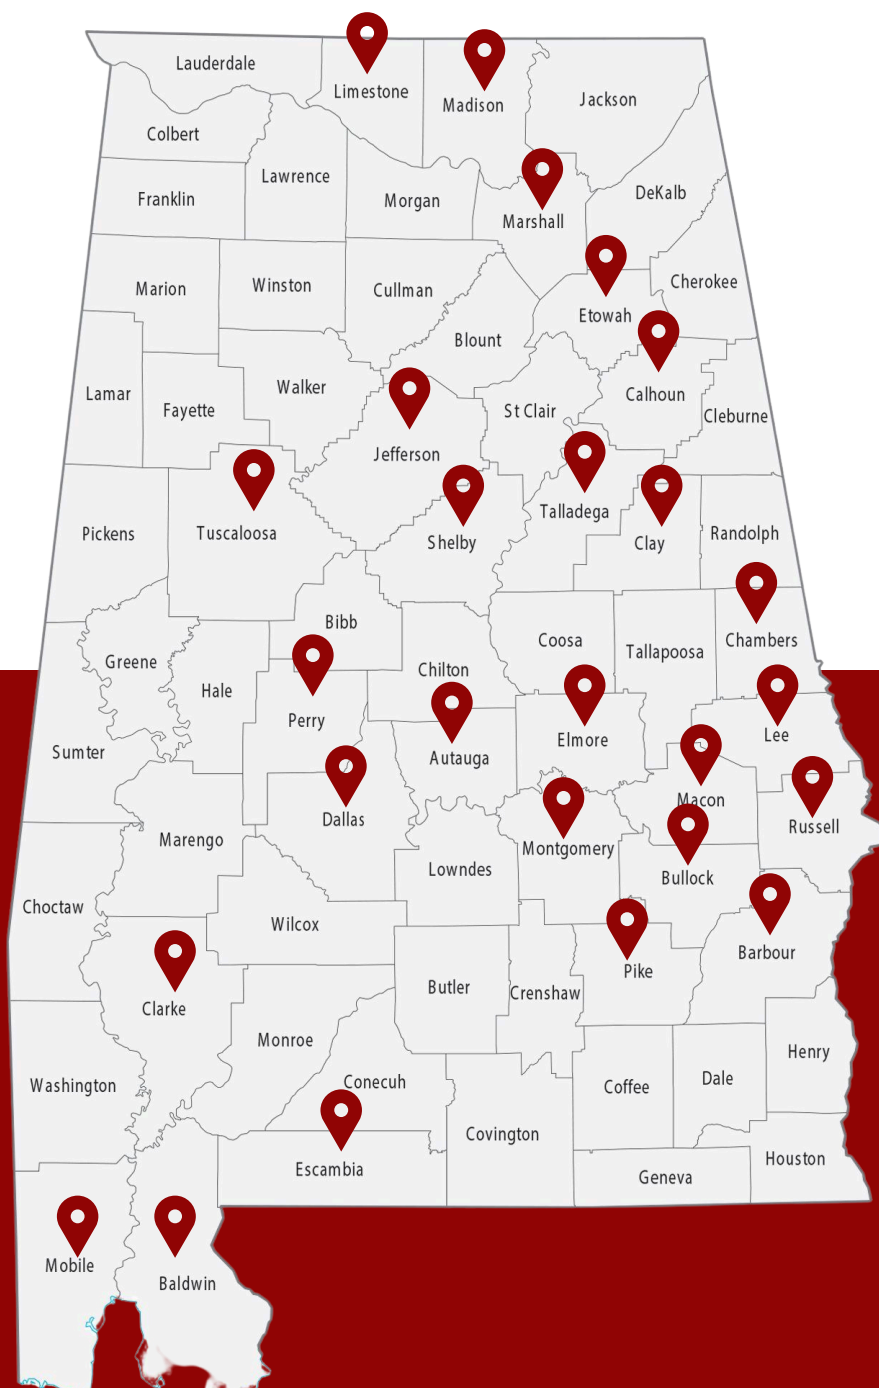 Lauderdale
Limestone
Madison
Jackson
Colbert
Lawrence
Franklin
Morgan
DeKalb
Marshall
Marion
Winston
Cullman
Cherokee
Etowah
Blount
Lamar
Fayette
Walker
St Clair
Calhoun
Cleburne
Jefferson
Pickens
Tuscaloosa
Shelby
Talladega
Clay
Randolph
Bibb
Greene
Hale
Chilton
Coosa
Tallapoosa
Chambers
Perry
Sumter
Autauga
Elmore
Lee
Dallas
Macon
Russell
Marengo
Montgomery
Lowndes
Bullock
Choctaw
Wilcox
Barbour
Pike
Clarke
Butler
Crenshaw
Monroe
Henry
Washington
Conecuh
Coffee
Dale
Covington
Escambia
Geneva
Houston
Mobile
Baldwin